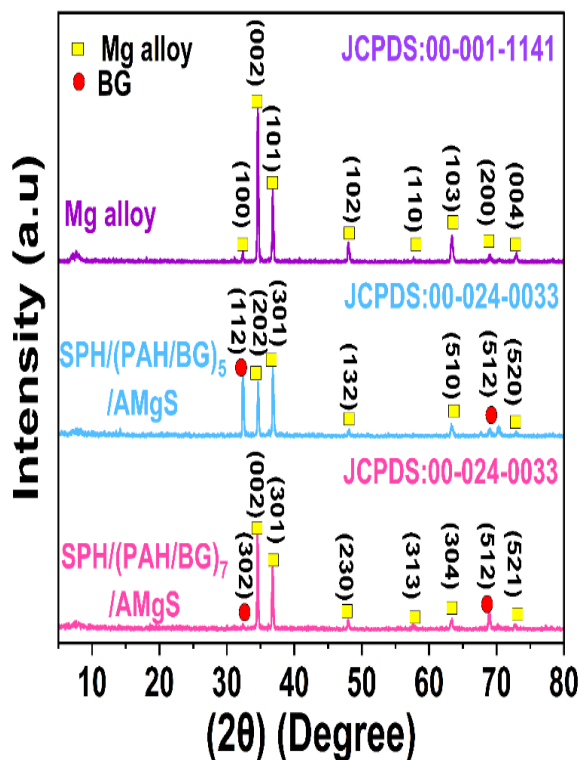 Mg alloy
BG
JCPDS:00-001-1141
(100)
(002)
(101)
(102)
(110)
(103)
(200)
(004)
Mg alloy
JCPDS:00-024-0033
(112)
(202)
(301)
(132)
(510)
(512)
(520)
SPH/(PAH/BG)5
/AMgS
JCPDS:00-024-0033
(302)
(002)
(301)
(230)
(313)
(304)
(512)
(521)
SPH/(PAH/BG)7
/AMgS
Intensity (a.u)
10 20 30 40 50 60 70 80
(2θ) (Degree)